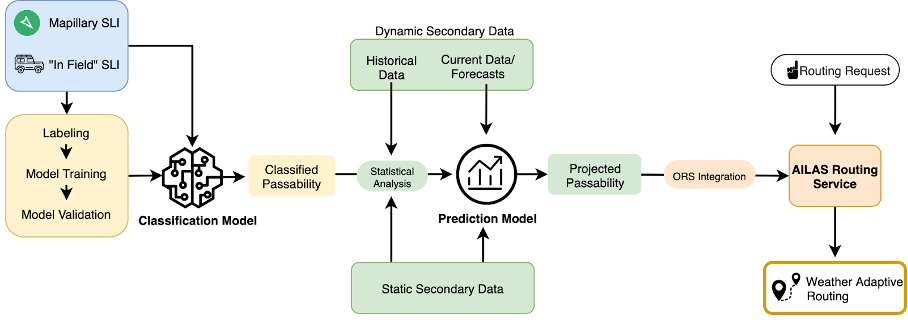 Mapillary SLI
"In Field" SLI
Labeling
Model Training
Model Validation
Classification Model
Classified
Passability
Dynamic Secondary Data
Historical
Data
Current Data/
Forecasts
Statistical
Analysis
Prediction Model
Static Secondary Data
Projected
Passability
ORS Integration
Routing Request
AILAS Routing
Service
Weather Adaptive
Routing